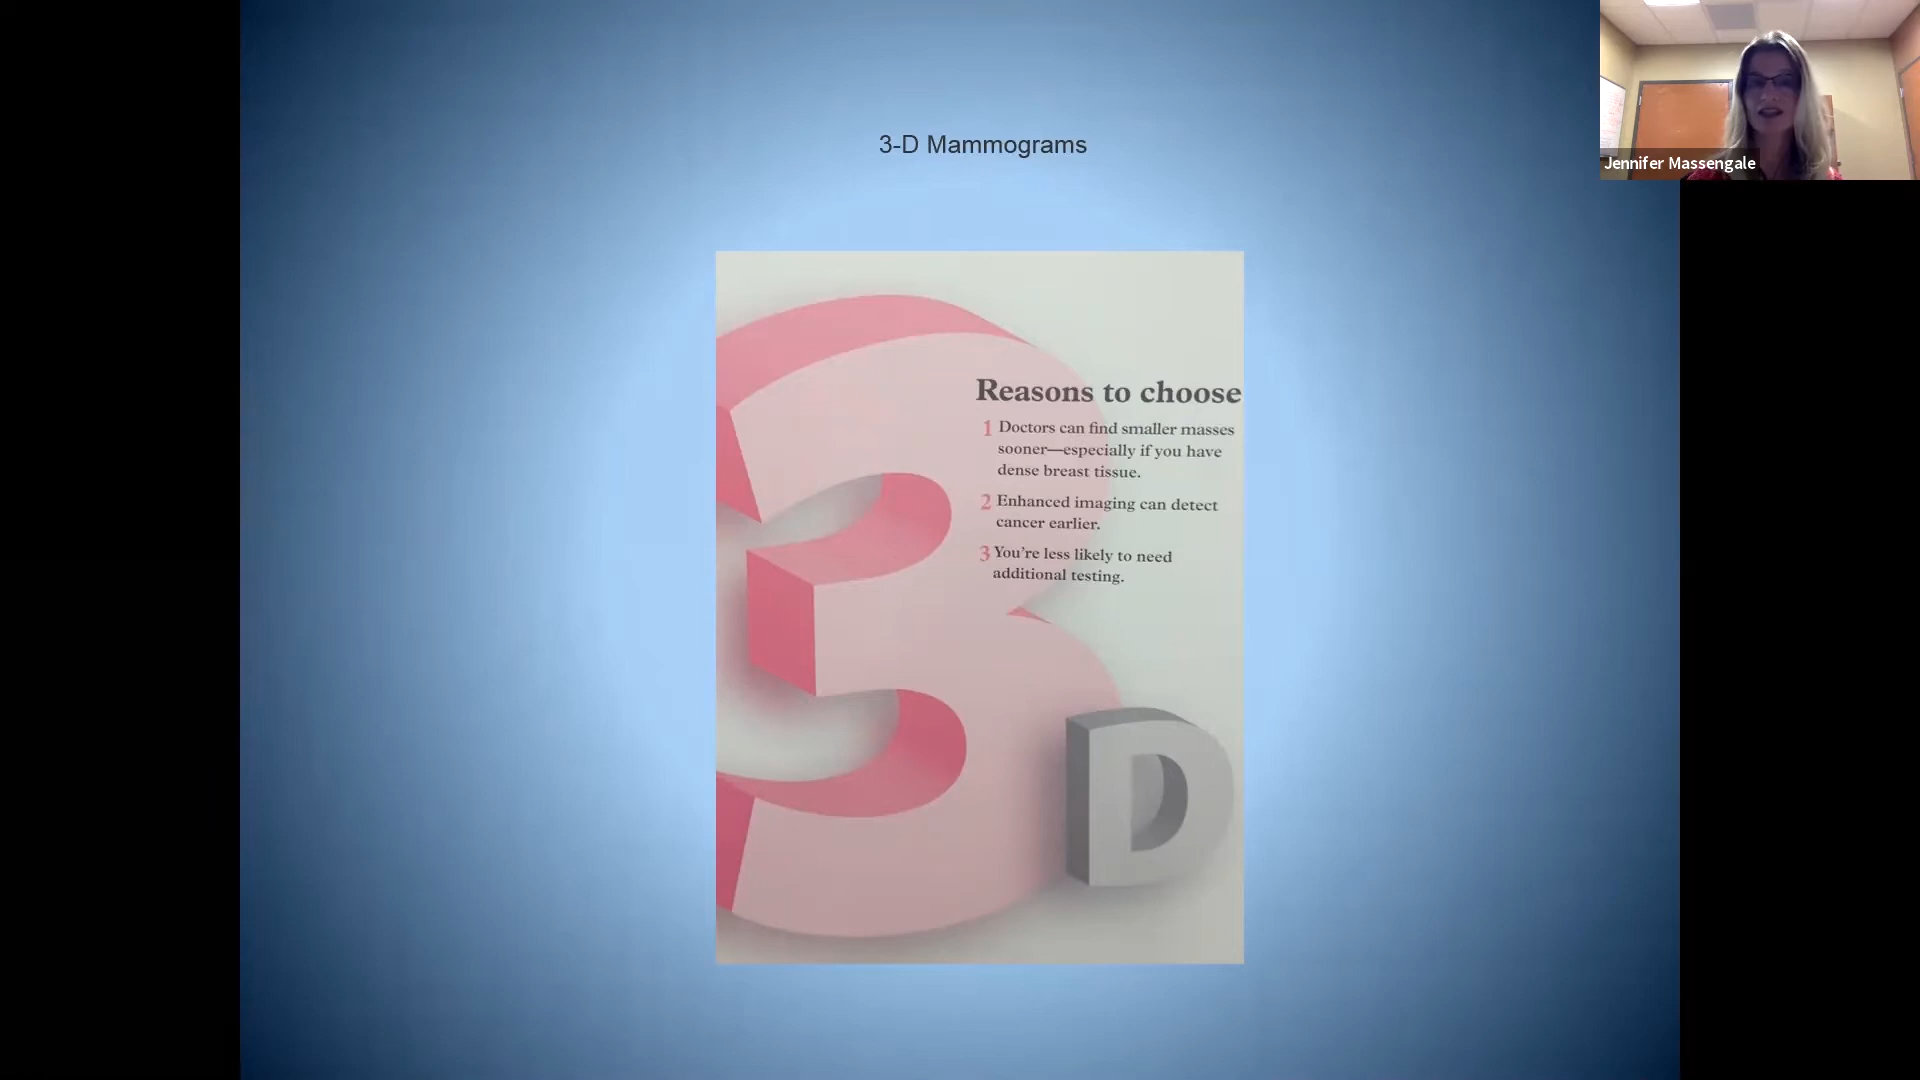 3-D Mammograms
Jennifer Massengale
Reasons to choose
1 Doctors can find smaller masses
sooner—especially if you have
dense breast tissue.
2 Enhanced imaging can detect
cancer earlier.
3 You're less likely to need
additional testing.
3
D